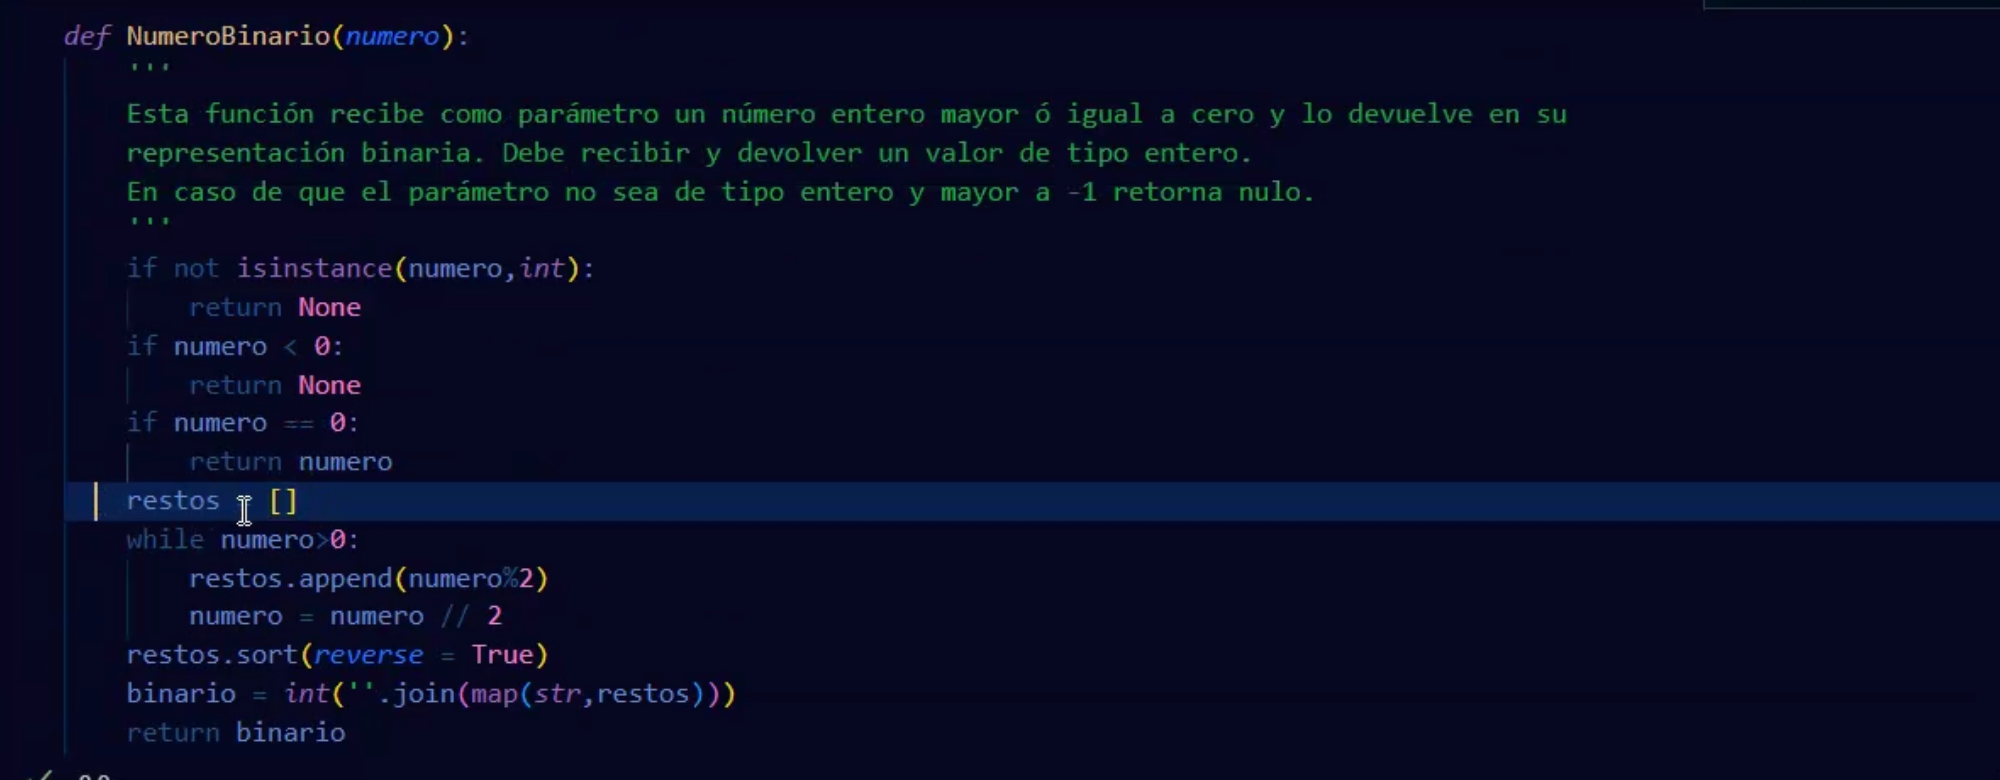 def NumeroBinario(numero):
    '''
    Esta función recibe como parámetro un número entero mayor ó igual a cero y lo devuelve en su
    representación binaria. Debe recibir y devolver un valor de tipo entero.
    En caso de que el parámetro no sea de tipo entero y mayor a -1 retorna nulo.
    '''
    if not isinstance(numero,int):
        return None
    if numero < 0:
        return None
    if numero == 0:
        return numero
    restos = []
    while numero>0:
        restos.append(numero%2)
        numero = numero // 2
    restos.sort(reverse = True)
    binario = int(''.join(map(str,restos)))
    return binario